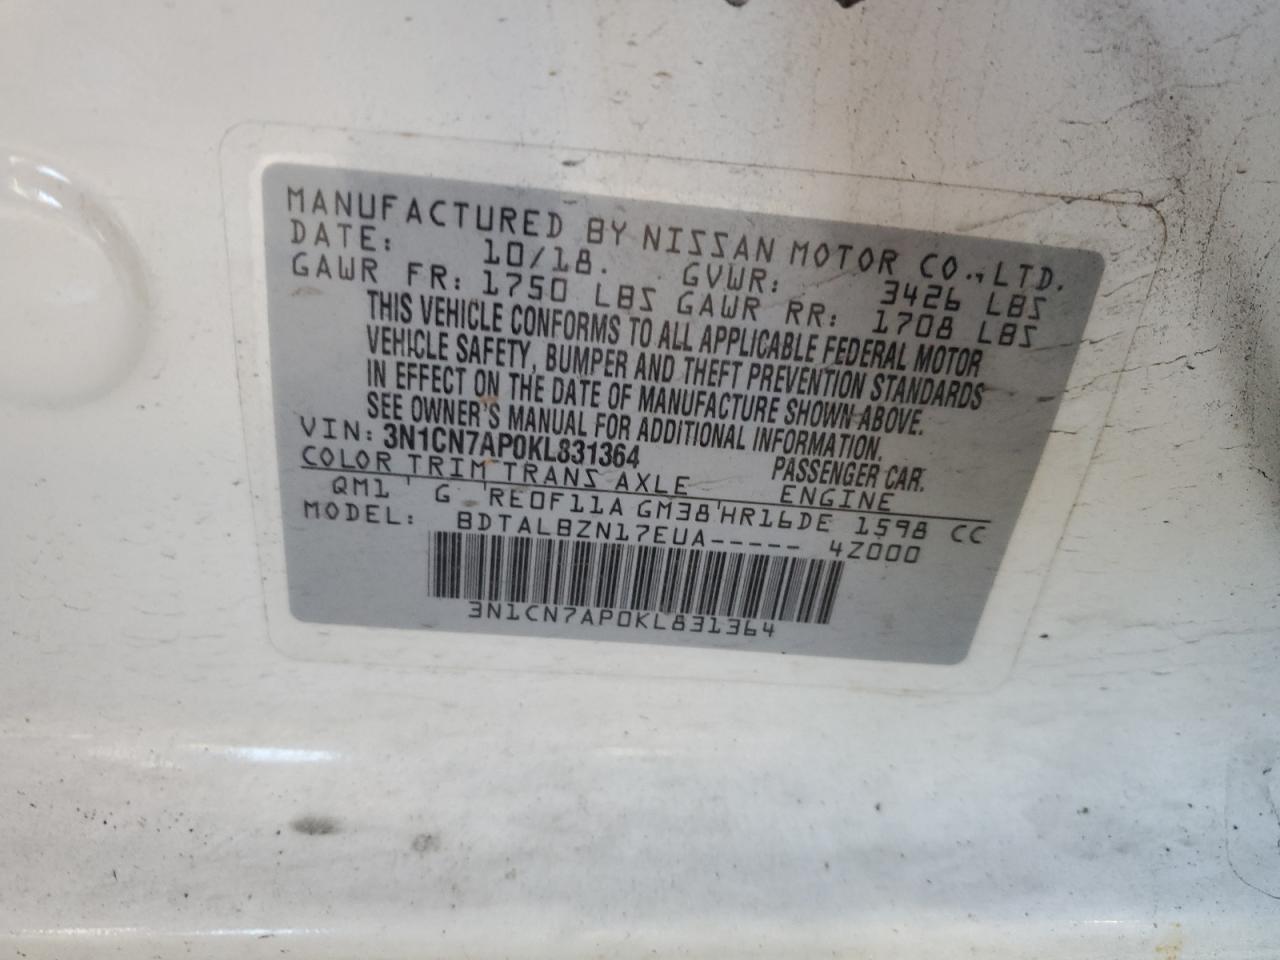 MANUFACTURED BY NISSAN MOTOR CO.,LTD.
DATE: 10/18. GVWR: 3426 LBS
GAWR FR: 1750 LBS GAWR RR: 1708 LBS
THIS VEHICLE CONFORMS TO ALL APPLICABLE FEDERAL MOTOR
VEHICLE SAFETY, BUMPER AND THEFT PREVENTION STANDARDS
IN EFFECT ON THE DATE OF MANUFACTURE SHOWN ABOVE.
SEE OWNER'S MANUAL FOR ADDITIONAL INFORMATION.
VIN: 3N1CN7AP0KL831364 PASSENGER CAR.
COLOR TRIM TRANS AXLE ENGINE
QM1 G RE0F11A GM38 HR16DE 1598 CC
MODEL: BDTALBZN17EUA----- 4Z000
3N1CN7AP0KL831364